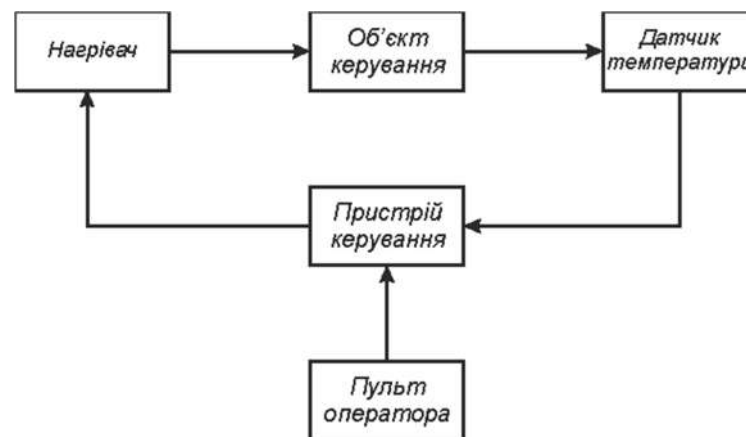 Нагрівач
Об’єкт
керування
Датчик
температури
Пристрій
керування
Пульт
оператора